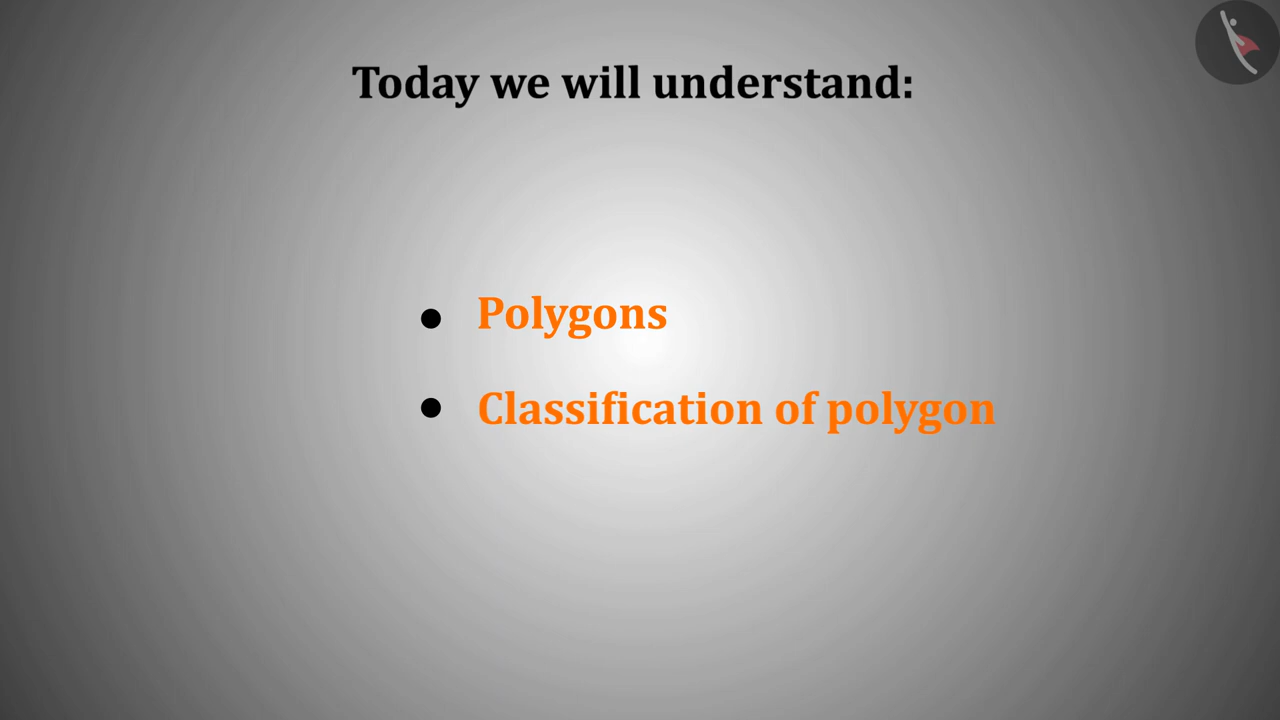 Today we will understand:
• Polygons
• Classification of polygon